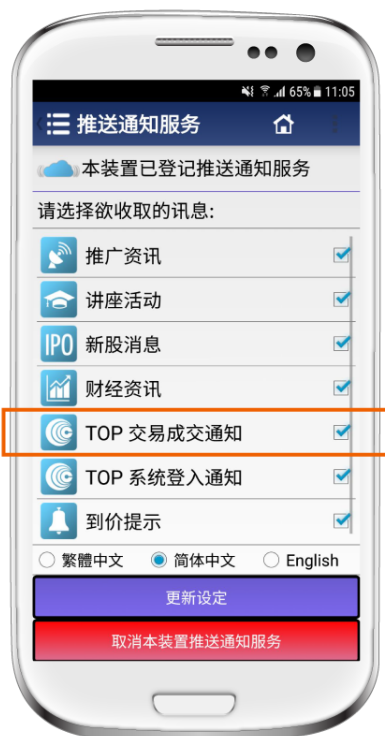 65% 11:05
推送通知服务
本装置已登记推送通知服务
请选择欲收取的讯息:
推广资讯
讲座活动
IPO 新股消息
财经资讯
TOP 交易成交通知
TOP 系统登入通知
到价提示
繁體中文 简体中文 English
更新设定
取消本装置推送通知服务